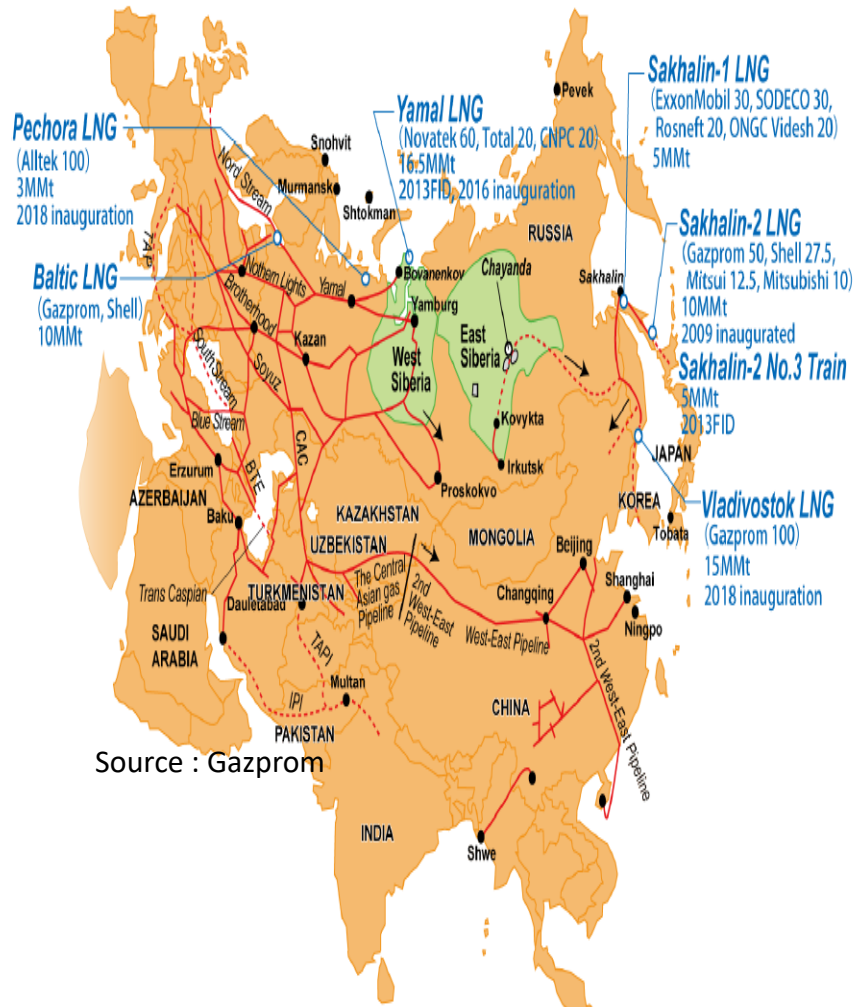 Pechora LNG
(Alltek 100)
3MMt
2018 inauguration
Baltic LNG
(Gazprom, Shell)
10MMt
Yamal LNG
(Novatek 60, Total 20, CNPC 20)
16.5MMt
2013FID, 2016 inauguration
Sakhalin-1 LNG
(ExxonMobil 30, SODECO 30,
Rosneft 20, ONGC Videsh 20)
5MMt
Sakhalin-2 LNG
(Gazprom 50, Shell 27.5,
Mitsui 12.5, Mitsubishi 10)
10MMt
2009 inaugurated
Sakhalin-2 No.3 Train
5MMt
2013FID
Vladivostok LNG
(Gazprom 100)
15MMt
2018 inauguration
Pevek
Snohvit
Murmansk
Shtokman
Nord Stream
RUSSIA
TAP
Nothern Lights
Yamal
Bovanenkov
Yamburg
Chayanda
Sakhalin
Brotherhood
Kazan
West
Siberia
East
Siberia
South Stream
Soyuz
Blue Stream
CAC
Kovykta
Irkutsk
Proskokvo
Erzurum
BTE
AZERBAIJAN
Baku
KAZAKHSTAN
UZBEKISTAN
MONGOLIA
JAPAN
KOREA
Tobata
Beijing
Trans Caspian
TURKMENISTAN
Dauletabad
The Central
Asian gas
Pipeline
2nd
West-East
Pipeline
Changqing
West-East Pipeline
Shanghai
Ningpo
SAUDI
ARABIA
TAPI
IPI
Multan
PAKISTAN
CHINA
2nd West-East Pipeline
Source : Gazprom
INDIA
Shwe